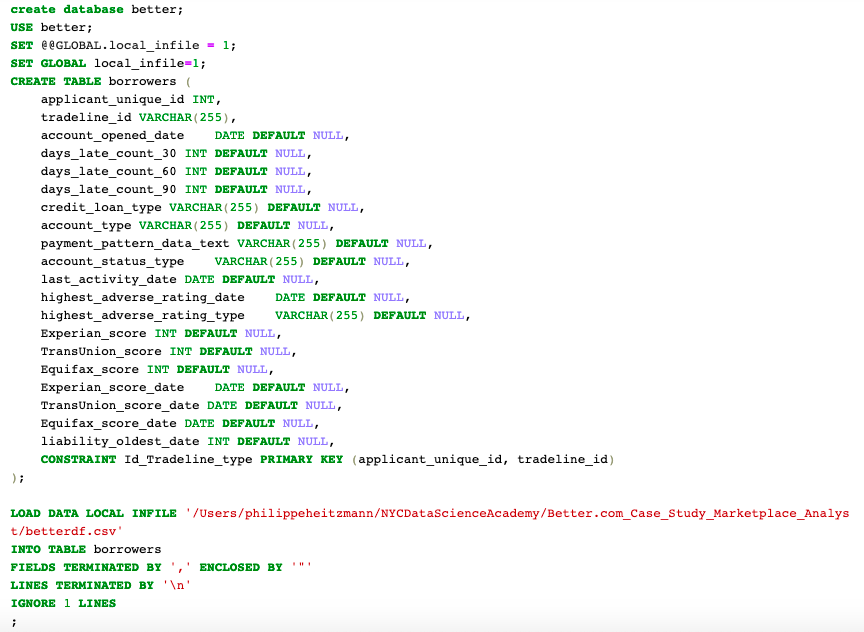 create database better;
USE better;
SET @@GLOBAL.local_infile = 1;
SET GLOBAL local_infile=1;
CREATE TABLE borrowers (
    applicant_unique_id INT,
    tradeline_id VARCHAR(255),
    account_opened_date    DATE DEFAULT NULL,
    days_late_count_30 INT DEFAULT NULL,
    days_late_count_60 INT DEFAULT NULL,
    days_late_count_90 INT DEFAULT NULL,
    credit_loan_type VARCHAR(255) DEFAULT NULL,
    account_type VARCHAR(255) DEFAULT NULL,
    payment_pattern_data_text VARCHAR(255) DEFAULT NULL,
    account_status_type    VARCHAR(255) DEFAULT NULL,
    last_activity_date DATE DEFAULT NULL,
    highest_adverse_rating_date    DATE DEFAULT NULL,
    highest_adverse_rating_type    VARCHAR(255) DEFAULT NULL,
    Experian_score INT DEFAULT NULL,
    TransUnion_score INT DEFAULT NULL,
    Equifax_score INT DEFAULT NULL,
    Experian_score_date    DATE DEFAULT NULL,
    TransUnion_score_date DATE DEFAULT NULL,
    Equifax_score_date DATE DEFAULT NULL,
    liability_oldest_date INT DEFAULT NULL,
    CONSTRAINT Id_Tradeline_type PRIMARY KEY (applicant_unique_id, tradeline_id)
);
LOAD DATA LOCAL INFILE '/Users/philippeheitzmann/NYCDataScienceAcademy/Better.com_Case_Study_Marketplace_Analys
t/betterdf.csv'
INTO TABLE borrowers
FIELDS TERMINATED BY ',' ENCLOSED BY '"'
LINES TERMINATED BY '\n'
IGNORE 1 LINES
;